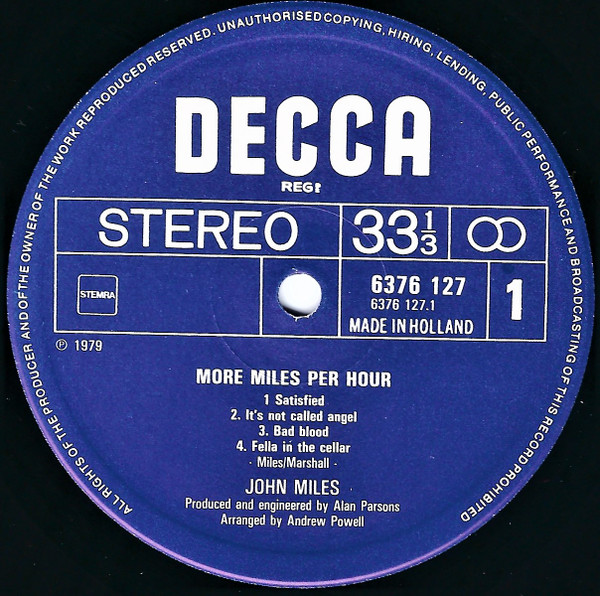 ALL RIGHTS OF THE PRODUCER AND OF THE OWNER OF THE WORK REPRODUCED RESERVED. UNAUTHORISED COPYING, HIRING, LENDING, PUBLIC PERFORMANCE AND BROADCASTING OF THIS RECORD PROHIBITED
DECCA
REGD
STEREO 33⅓
STEMRA
6376 127
6376 127.1
MADE IN HOLLAND
1
℗ 1979
MORE MILES PER HOUR
1 Satisfied
2. It's not called angel
3. Bad blood
4. Fella in the cellar
- Miles/Marshall -
JOHN MILES
Produced and engineered by Alan Parsons
Arranged by Andrew Powell